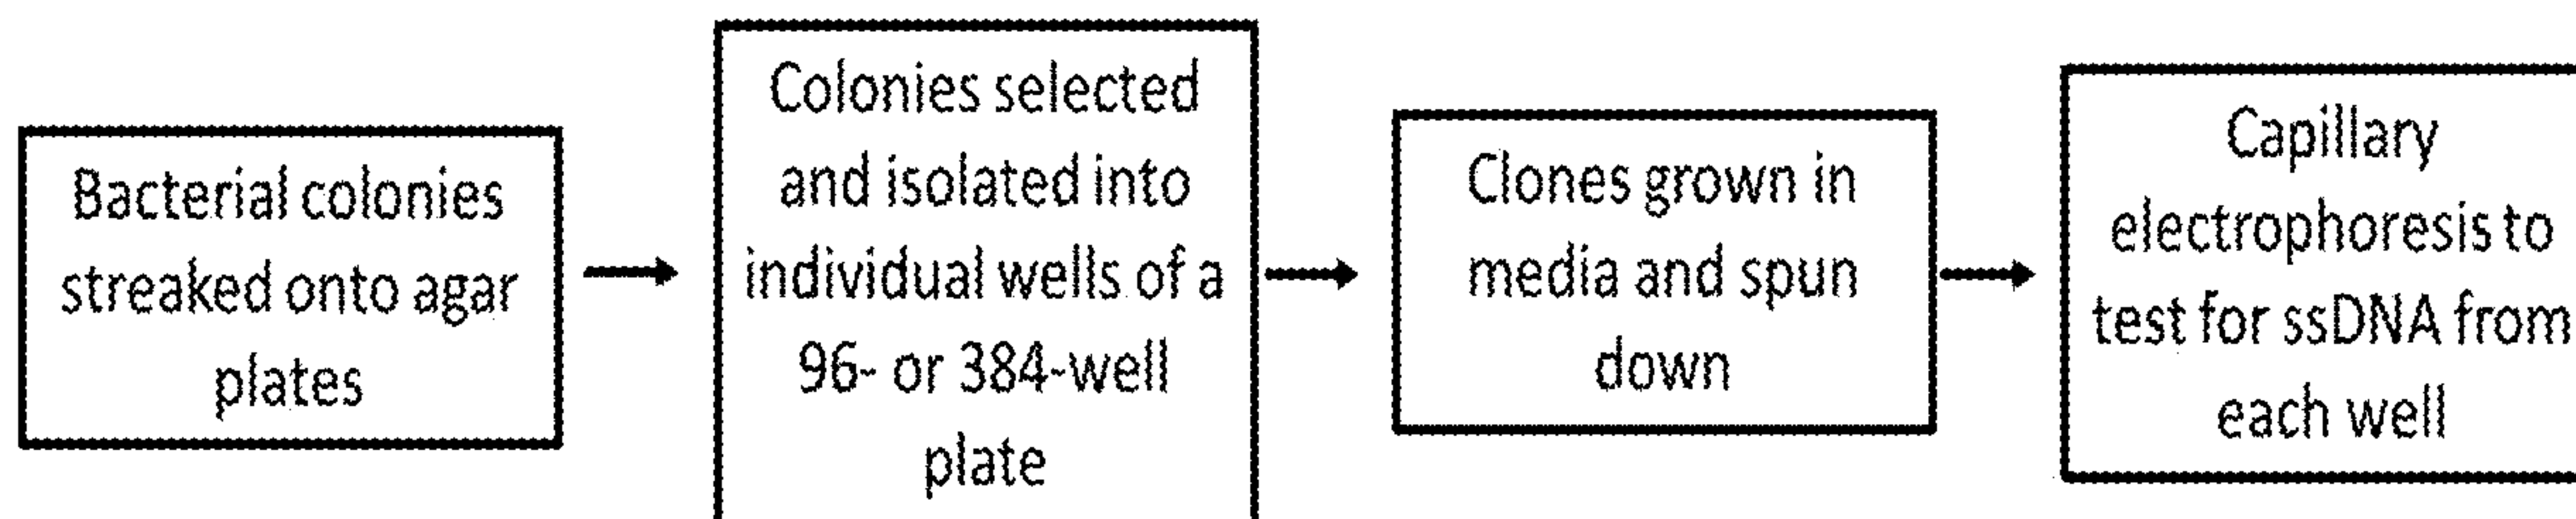 Bacterial colonies
streaked onto agar
plates
Colonies selected
and isolated into
individual wells of a
96- or 384-well
plate
Clones grown in
media and spun
down
Capillary
electrophoresis to
test for ssDNA from
each well